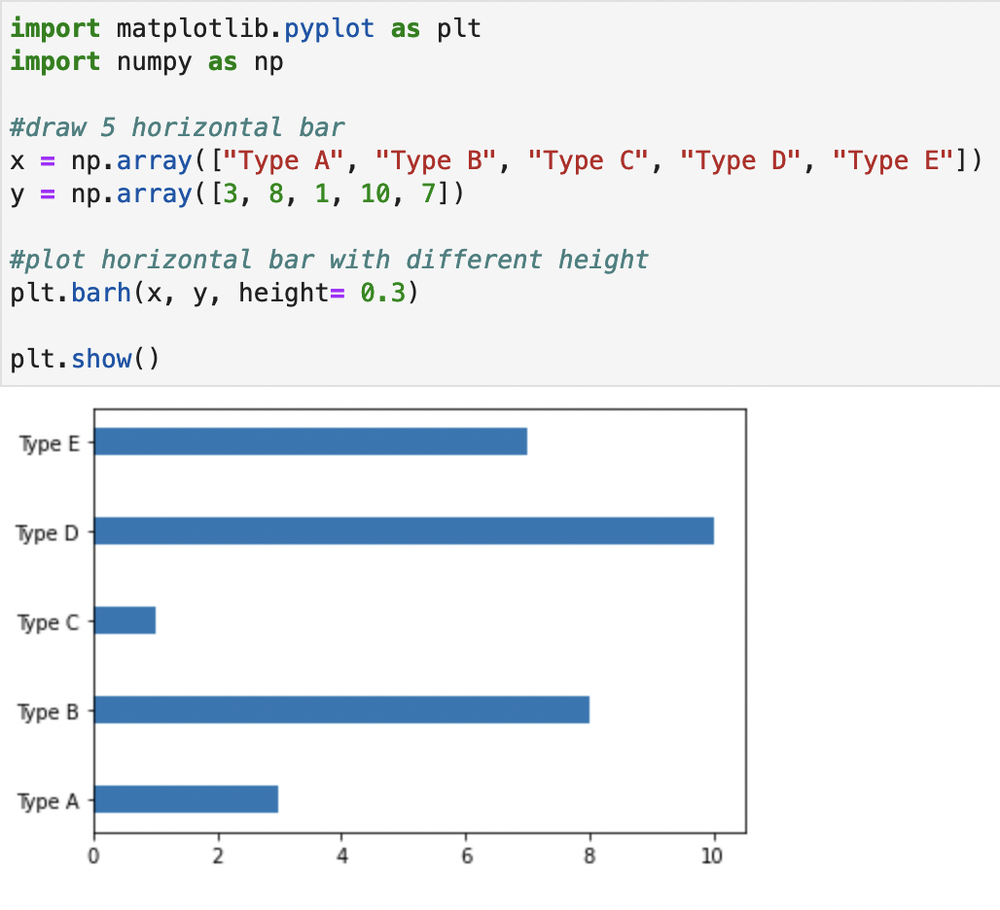 import matplotlib.pyplot as plt
import numpy as np
#draw 5 horizontal bar
x = np.array(["Type A", "Type B", "Type C", "Type D", "Type E"])
y = np.array([3, 8, 1, 10, 7])
#plot horizontal bar with different height
plt.barh(x, y, height= 0.3)
plt.show()
Type E
Type D
Type C
Type B
Type A
0 2 4 6 8 10